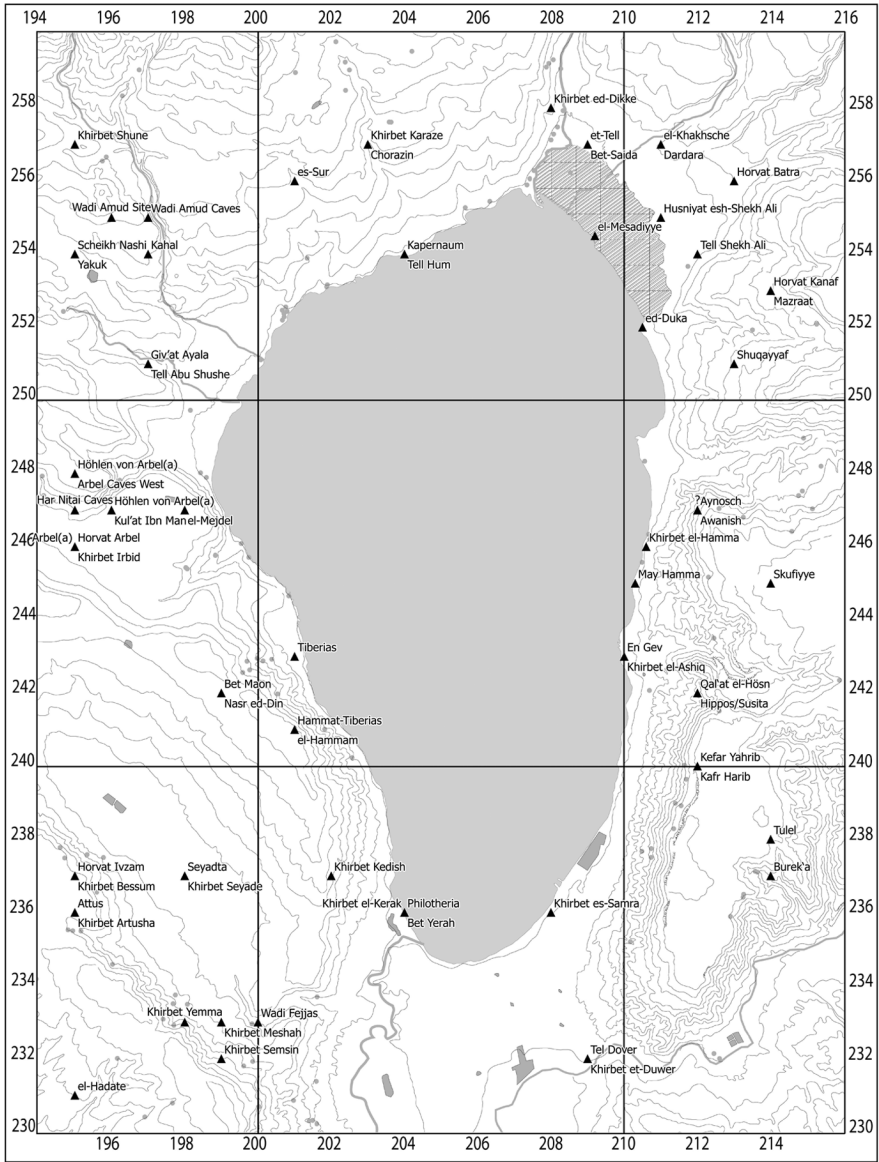 194 196 198 200 202 204 206 208 210 212 214 216
258 258
Khirbet ed-Dikke
Khirbet Shune
Khirbet Karaze
Chorazin
et-Tell
Bet-Saida
el-Khakhsche
Dardara
256 256
es-Sur
Horvat Batra
Wadi Amud Site
Wadi Amud Caves
Husniyat esh-Shekh Ali
el-Mesadiyye
254 254
Scheikh Nashi
Yakuk
Kahal
Kapernaum
Tell Hum
Tell Shekh Ali
Horvat Kanaf
Mazraat
252 252
ed-Duka
Giv'at Ayala
Tell Abu Shushe
Shuqayyaf
250 250
248 248
Höhlen von Arbel(a)
Arbel Caves West
Har Nitai Caves
Höhlen von Arbel(a)
Kul'at Ibn Man
el-Mejdel
?Aynosch
Awanish
246 246
Arbel(a)
Horvat Arbel
Khirbet Irbid
Khirbet el-Hamma
May Hamma
Skufiyye
244 244
Tiberias
En Gev
Khirbet el-Ashiq
242 242
Bet Maon
Nasr ed-Din
Qal'at el-Hösn
Hippos/Susita
Hammat-Tiberias
el-Hammam
240 240
Kefar Yahrib
Kafr Harib
238 238
Tulel
Horvat Ivzam
Khirbet Bessum
Seyadta
Khirbet Seyade
Khirbet Kedish
Burek'a
236 236
Attus
Khirbet Artusha
Khirbet el-Kerak
Philotheria
Bet Yerah
Khirbet es-Samra
234 234
Khirbet Yemma
Khirbet Meshah
Wadi Fejjas
232 232
Khirbet Semsin
Tel Dover
Khirbet et-Duwer
el-Hadate
230 230
196 198 200 202 204 206 208 210 212 214